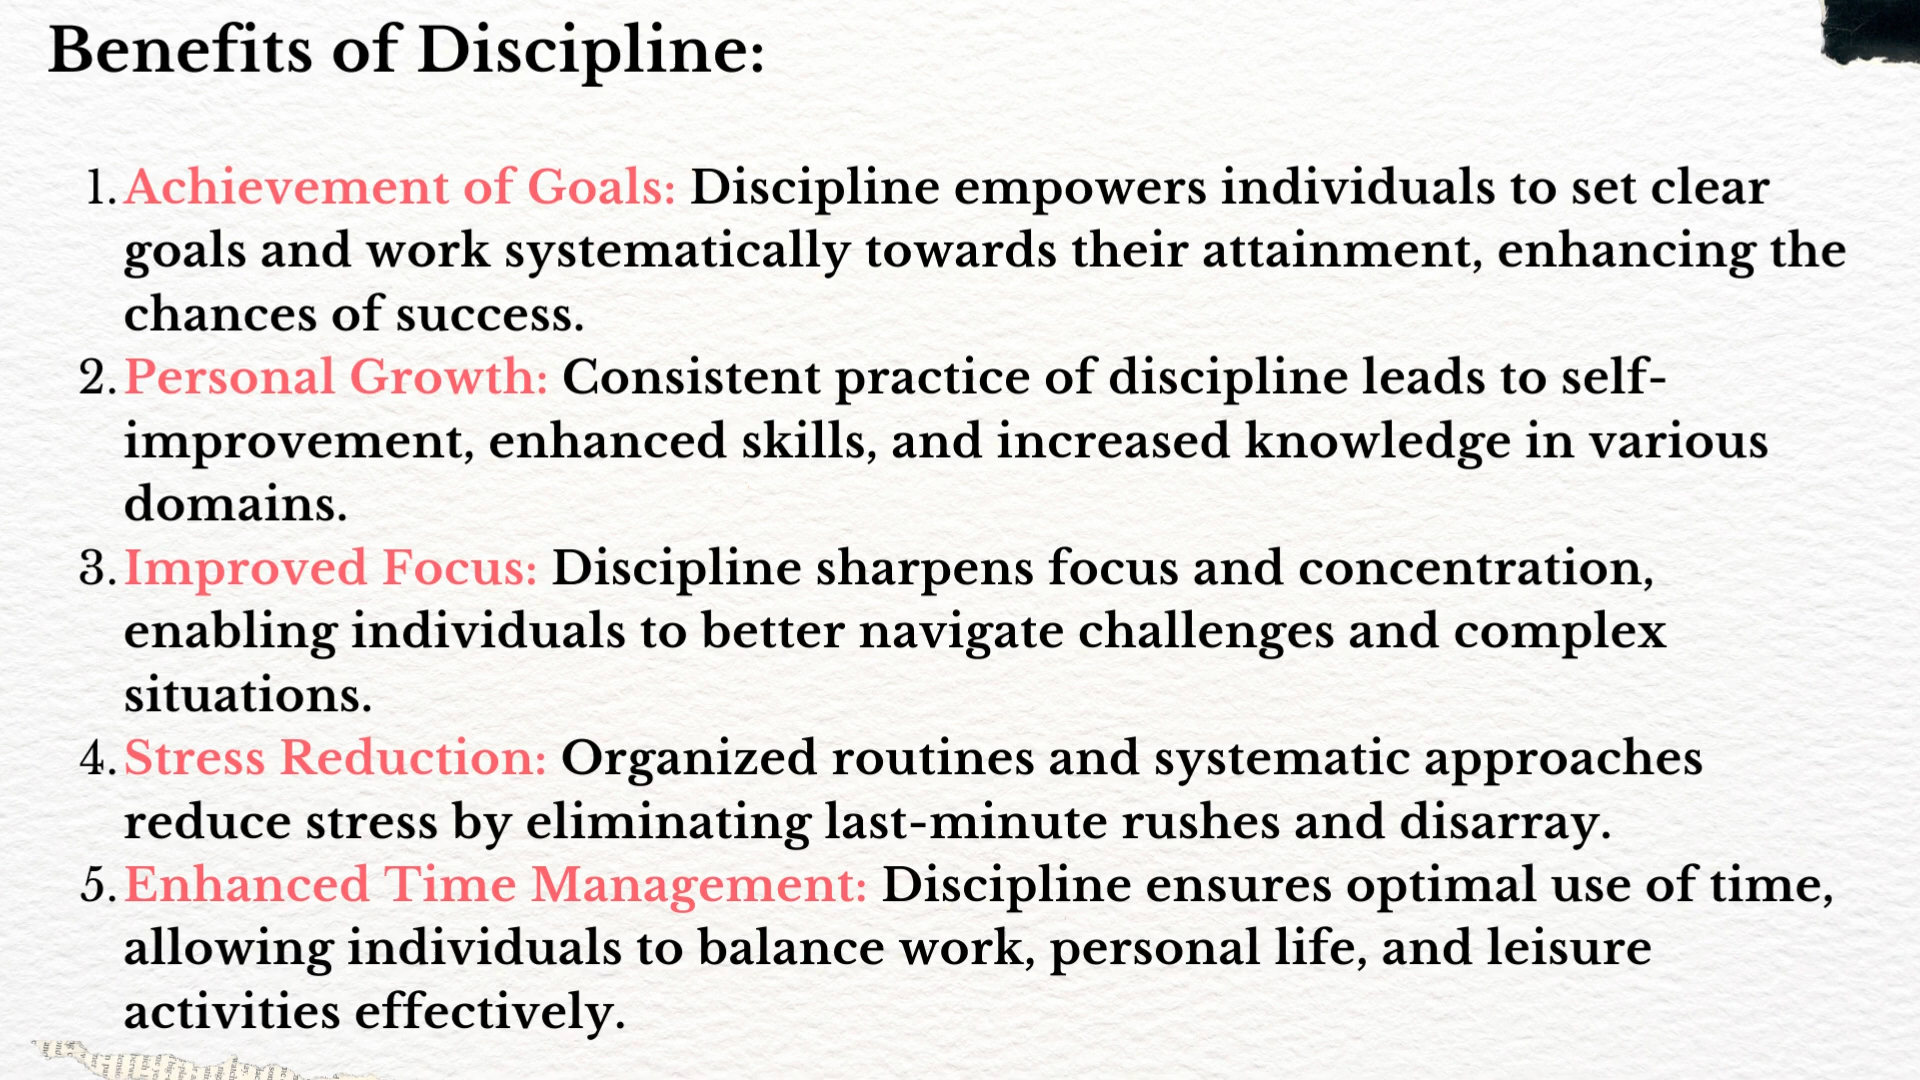 Benefits of Discipline:
1. Achievement of Goals: Discipline empowers individuals to set clear
goals and work systematically towards their attainment, enhancing the
chances of success.
2. Personal Growth: Consistent practice of discipline leads to self-
improvement, enhanced skills, and increased knowledge in various
domains.
3. Improved Focus: Discipline sharpens focus and concentration,
enabling individuals to better navigate challenges and complex
situations.
4. Stress Reduction: Organized routines and systematic approaches
reduce stress by eliminating last-minute rushes and disarray.
5. Enhanced Time Management: Discipline ensures optimal use of time,
allowing individuals to balance work, personal life, and leisure
activities effectively.